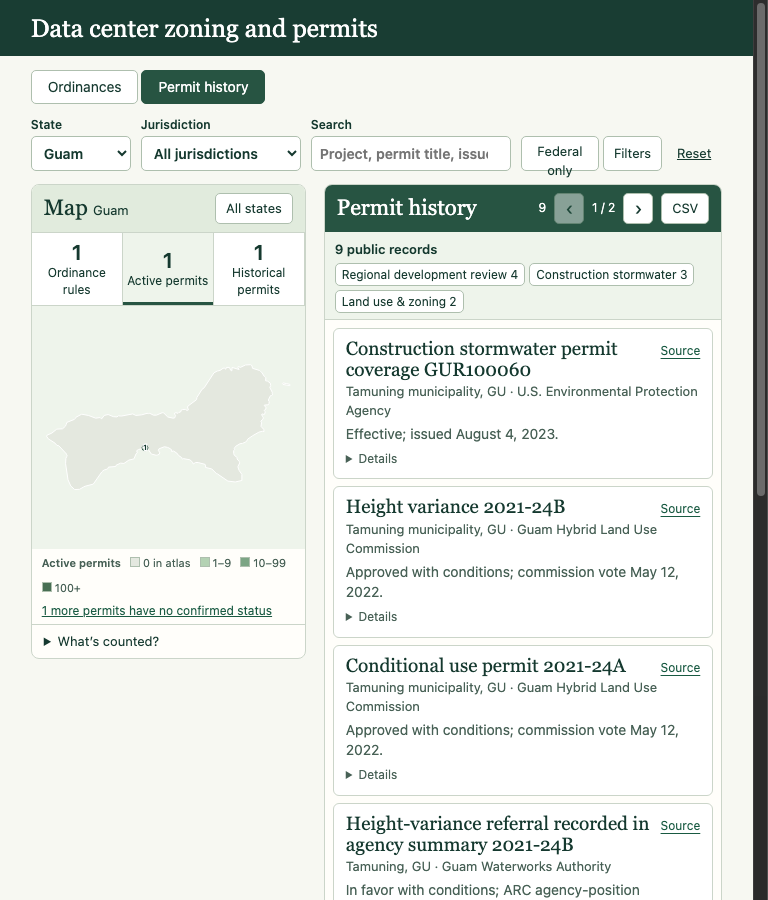 Data center zoning and permits
Ordinances
Permit history
State
Jurisdiction
Search
Guam
All jurisdictions
Project, permit title, issue
Federal
only
Filters
Reset
Map Guam
All states
1
Ordinance
rules
1
Active permits
1
Historical
permits
(1)
Active permits
0 in atlas
1–9
10–99
100+
1 more permits have no confirmed status
▶ What's counted?
Permit history
9
‹
1 / 2
›
CSV
9 public records
Regional development review 4
Construction stormwater 3
Land use & zoning 2
Construction stormwater permit
coverage GUR100060
Source
Tamuning municipality, GU · U.S. Environmental Protection
Agency
Effective; issued August 4, 2023.
▶ Details
Height variance 2021-24B
Source
Tamuning municipality, GU · Guam Hybrid Land Use
Commission
Approved with conditions; commission vote May 12,
2022.
▶ Details
Conditional use permit 2021-24A
Source
Tamuning municipality, GU · Guam Hybrid Land Use
Commission
Approved with conditions; commission vote May 12,
2022.
▶ Details
Height-variance referral recorded in
agency summary 2021-24B
Source
Tamuning, GU · Guam Waterworks Authority
In favor with conditions; ARC agency-position